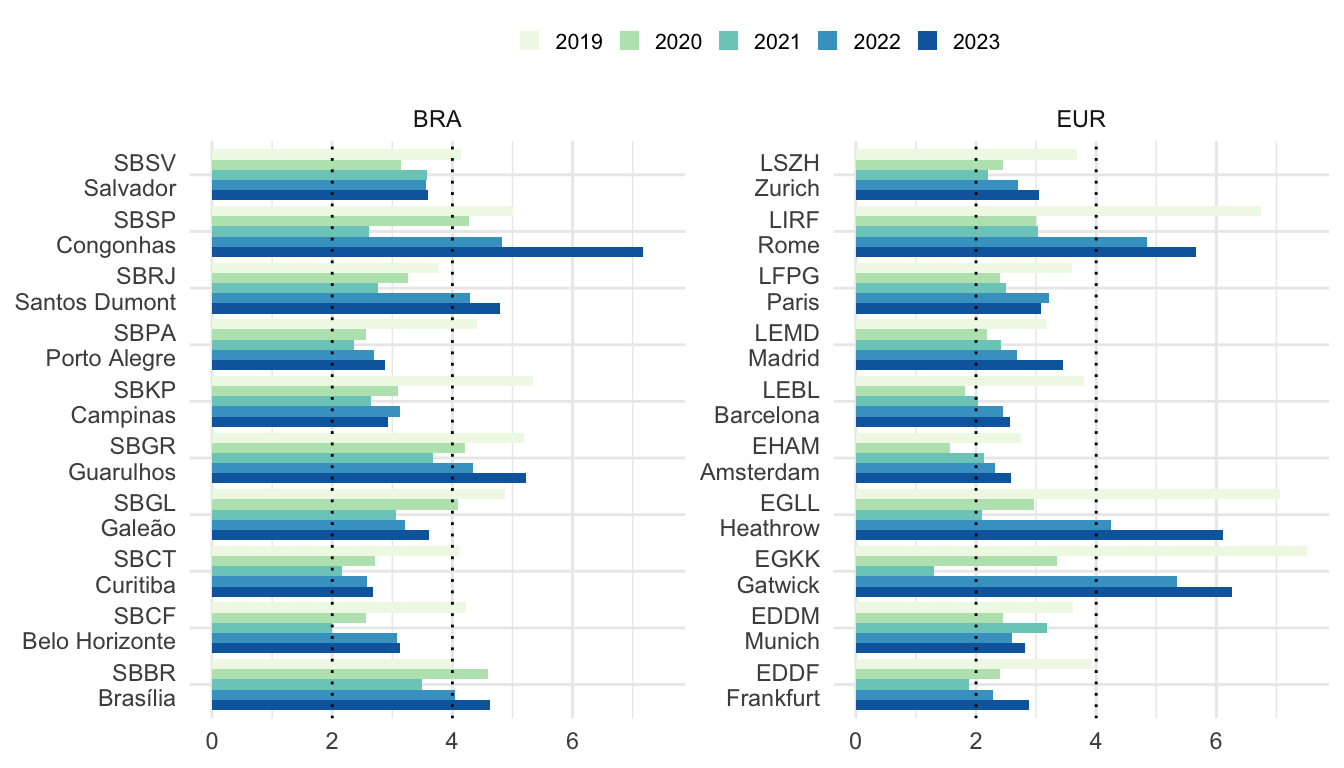 2019 2020 2021 2022 2023
BRA
SBSV
Salvador
SBSP
Congonhas
SBRJ
Santos Dumont
SBPA
Porto Alegre
SBKP
Campinas
SBGR
Guarulhos
SBGL
Galeão
SBCT
Curitiba
SBCF
Belo Horizonte
SBBR
Brasília
0 2 4 6
EUR
LSZH
Zurich
LIRF
Rome
LFPG
Paris
LEMD
Madrid
LEBL
Barcelona
EHAM
Amsterdam
EGLL
Heathrow
EGKK
Gatwick
EDDM
Munich
EDDF
Frankfurt
0 2 4 6